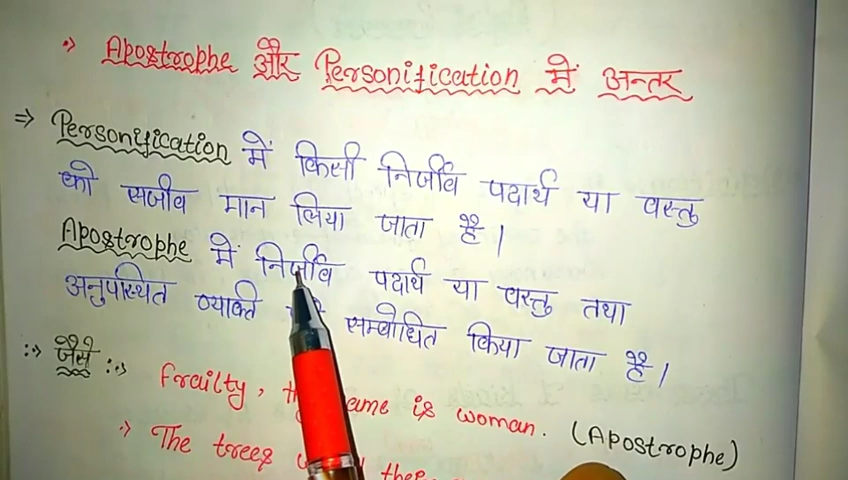 Apostrophe और Personification में अन्तर
⇒ Personification में किसी निर्जीव पदार्थ या वस्तु
को सजीव मान लिया जाता है।
Apostrophe में निर्जीव पदार्थ या वस्तु तथा
अनुपस्थित व्यक्ति सम्बोधित किया जाता है।
जैसे :→ Frailty, name is woman. (Apostrophe)
The trees